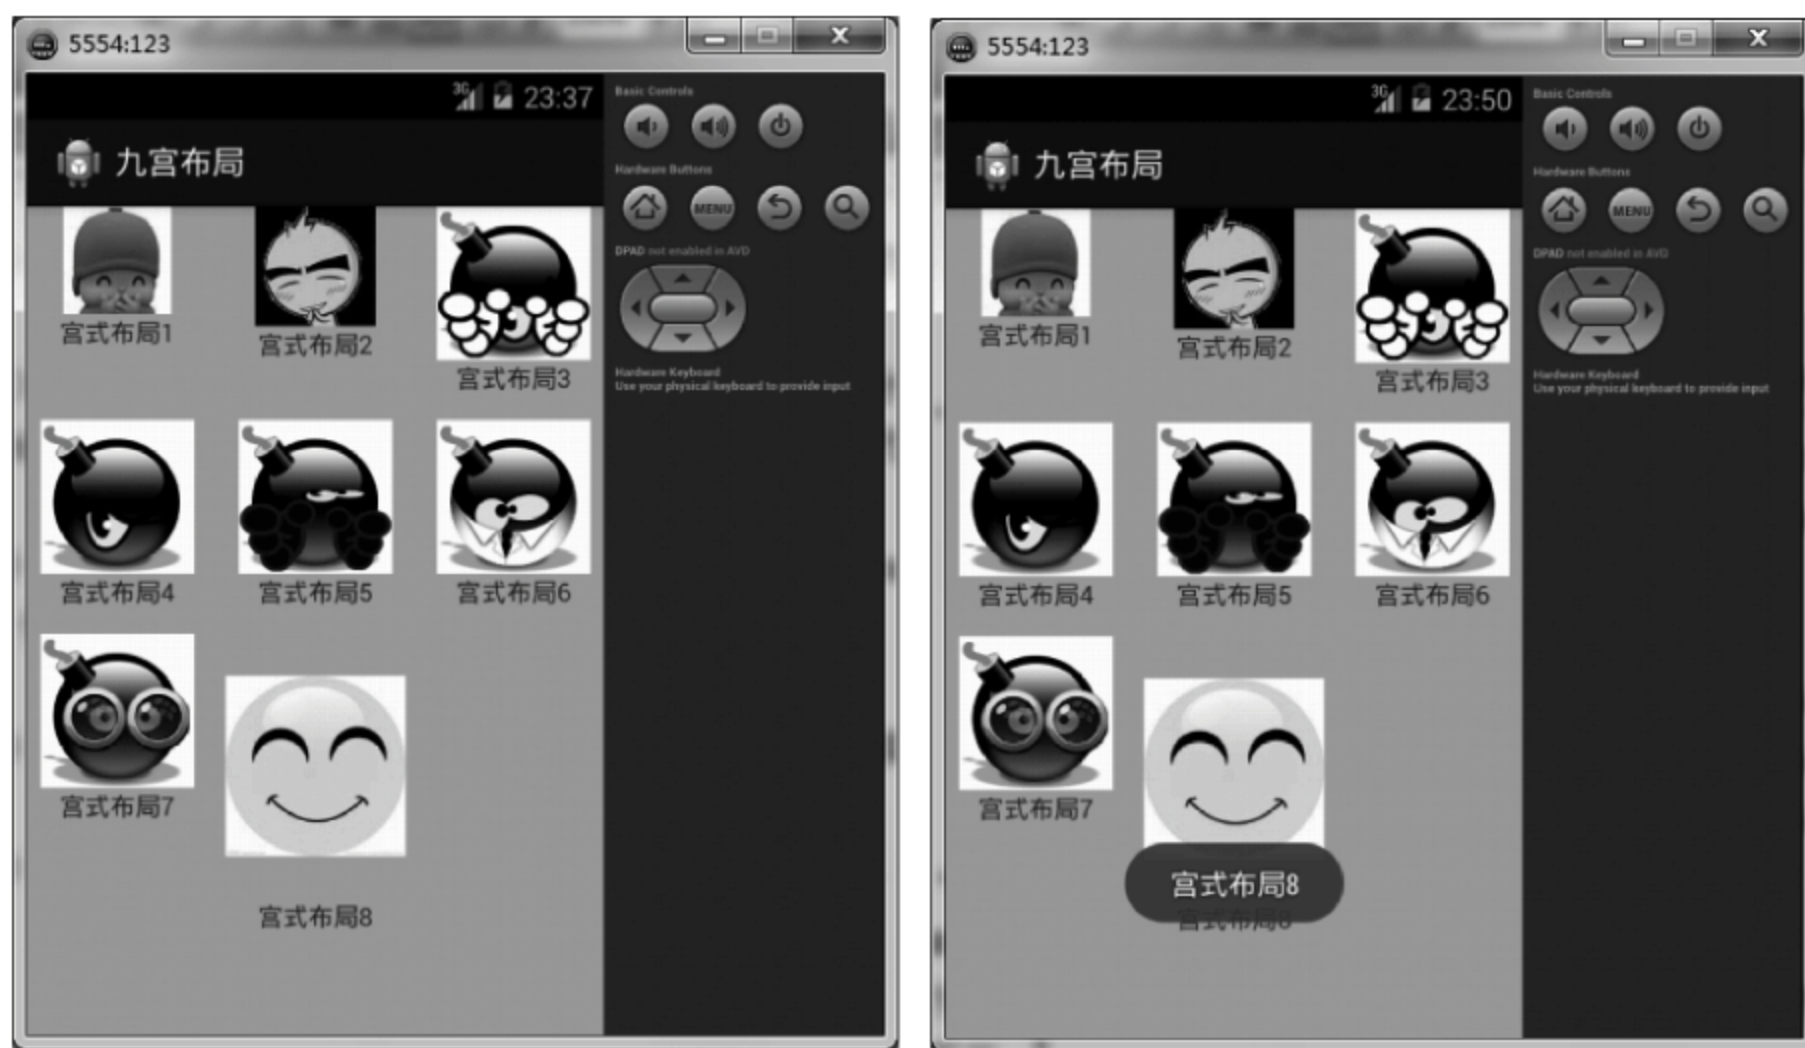 5554:123
3G 23:37
九宫布局
宫式布局1
宫式布局2
宫式布局3
宫式布局4
宫式布局5
宫式布局6
宫式布局7
宫式布局8
Basic Controls
Hardware Buttons
MENU
DPAD not enabled in AVD
Hardware Keyboard
Use your physical keyboard to provide input
5554:123
3G 23:50
九宫布局
宫式布局1
宫式布局2
宫式布局3
宫式布局4
宫式布局5
宫式布局6
宫式布局7
宫式布局8
宫式布局8
Basic Controls
Hardware Buttons
MENU
DPAD not enabled in AVD
Hardware Keyboard
Use your physical keyboard to provide input